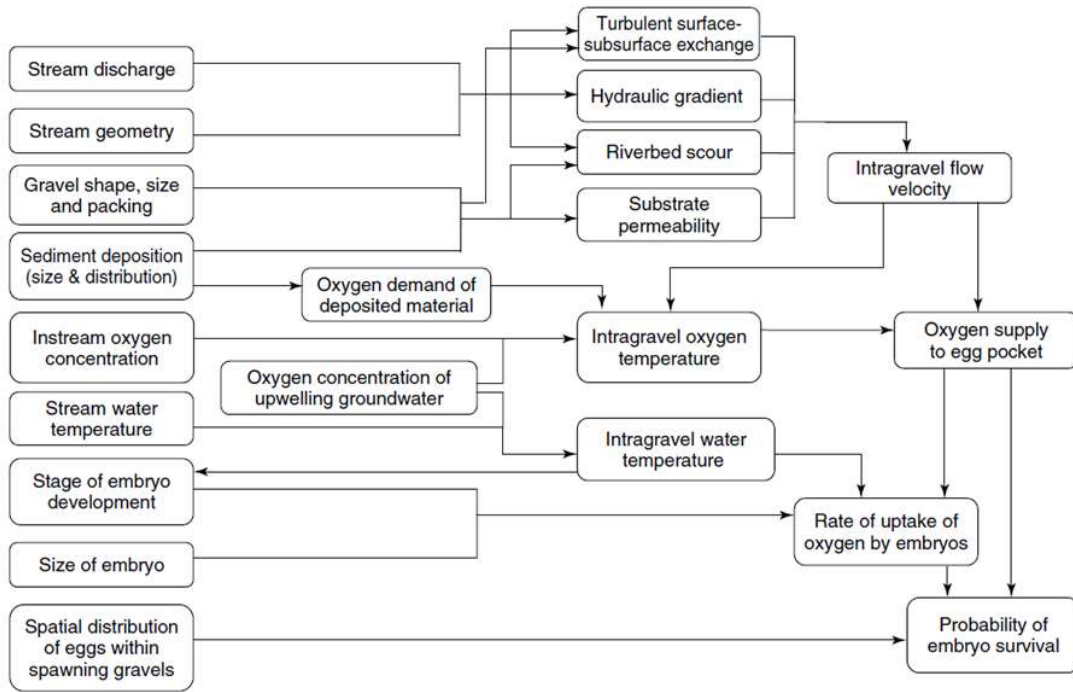 Turbulent surface-
subsurface exchange
Stream discharge
Hydraulic gradient
Stream geometry
Riverbed scour
Intragravel flow
velocity
Gravel shape, size
and packing
Substrate
permeability
Sediment deposition
(size & distribution)
Oxygen demand of
deposited material
Instream oxygen
concentration
Intragravel oxygen
temperature
Oxygen supply
to egg pocket
Oxygen concentration of
upwelling groundwater
Stream water
temperature
Intragravel water
temperature
Stage of embryo
development
Rate of uptake of
oxygen by embryos
Size of embryo
Spatial distribution
of eggs within
spawning gravels
Probability of
embryo survival